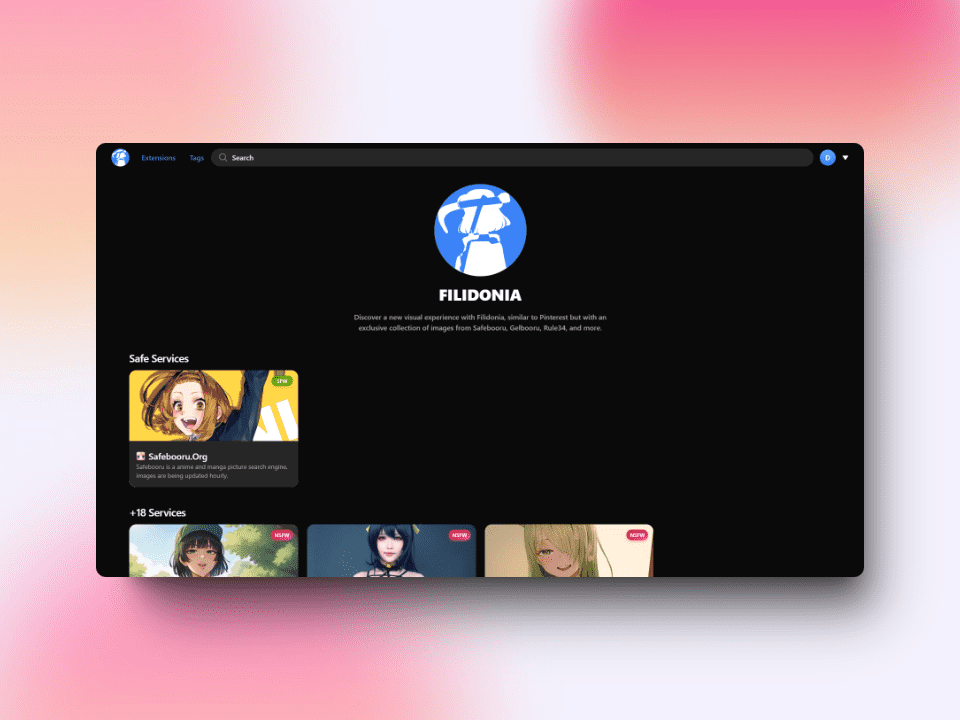 Extensions Tags Search D
FILIDONIA
Discover a new visual experience with Filidonia, similar to Pinterest but with an
exclusive collection of images from Safebooru, Gelbooru, Rule34, and more.
Safe Services
SFW
Safebooru.Org
Safebooru is a anime and manga picture search engine,
images are being updated hourly.
+18 Services
NSFW NSFW NSFW